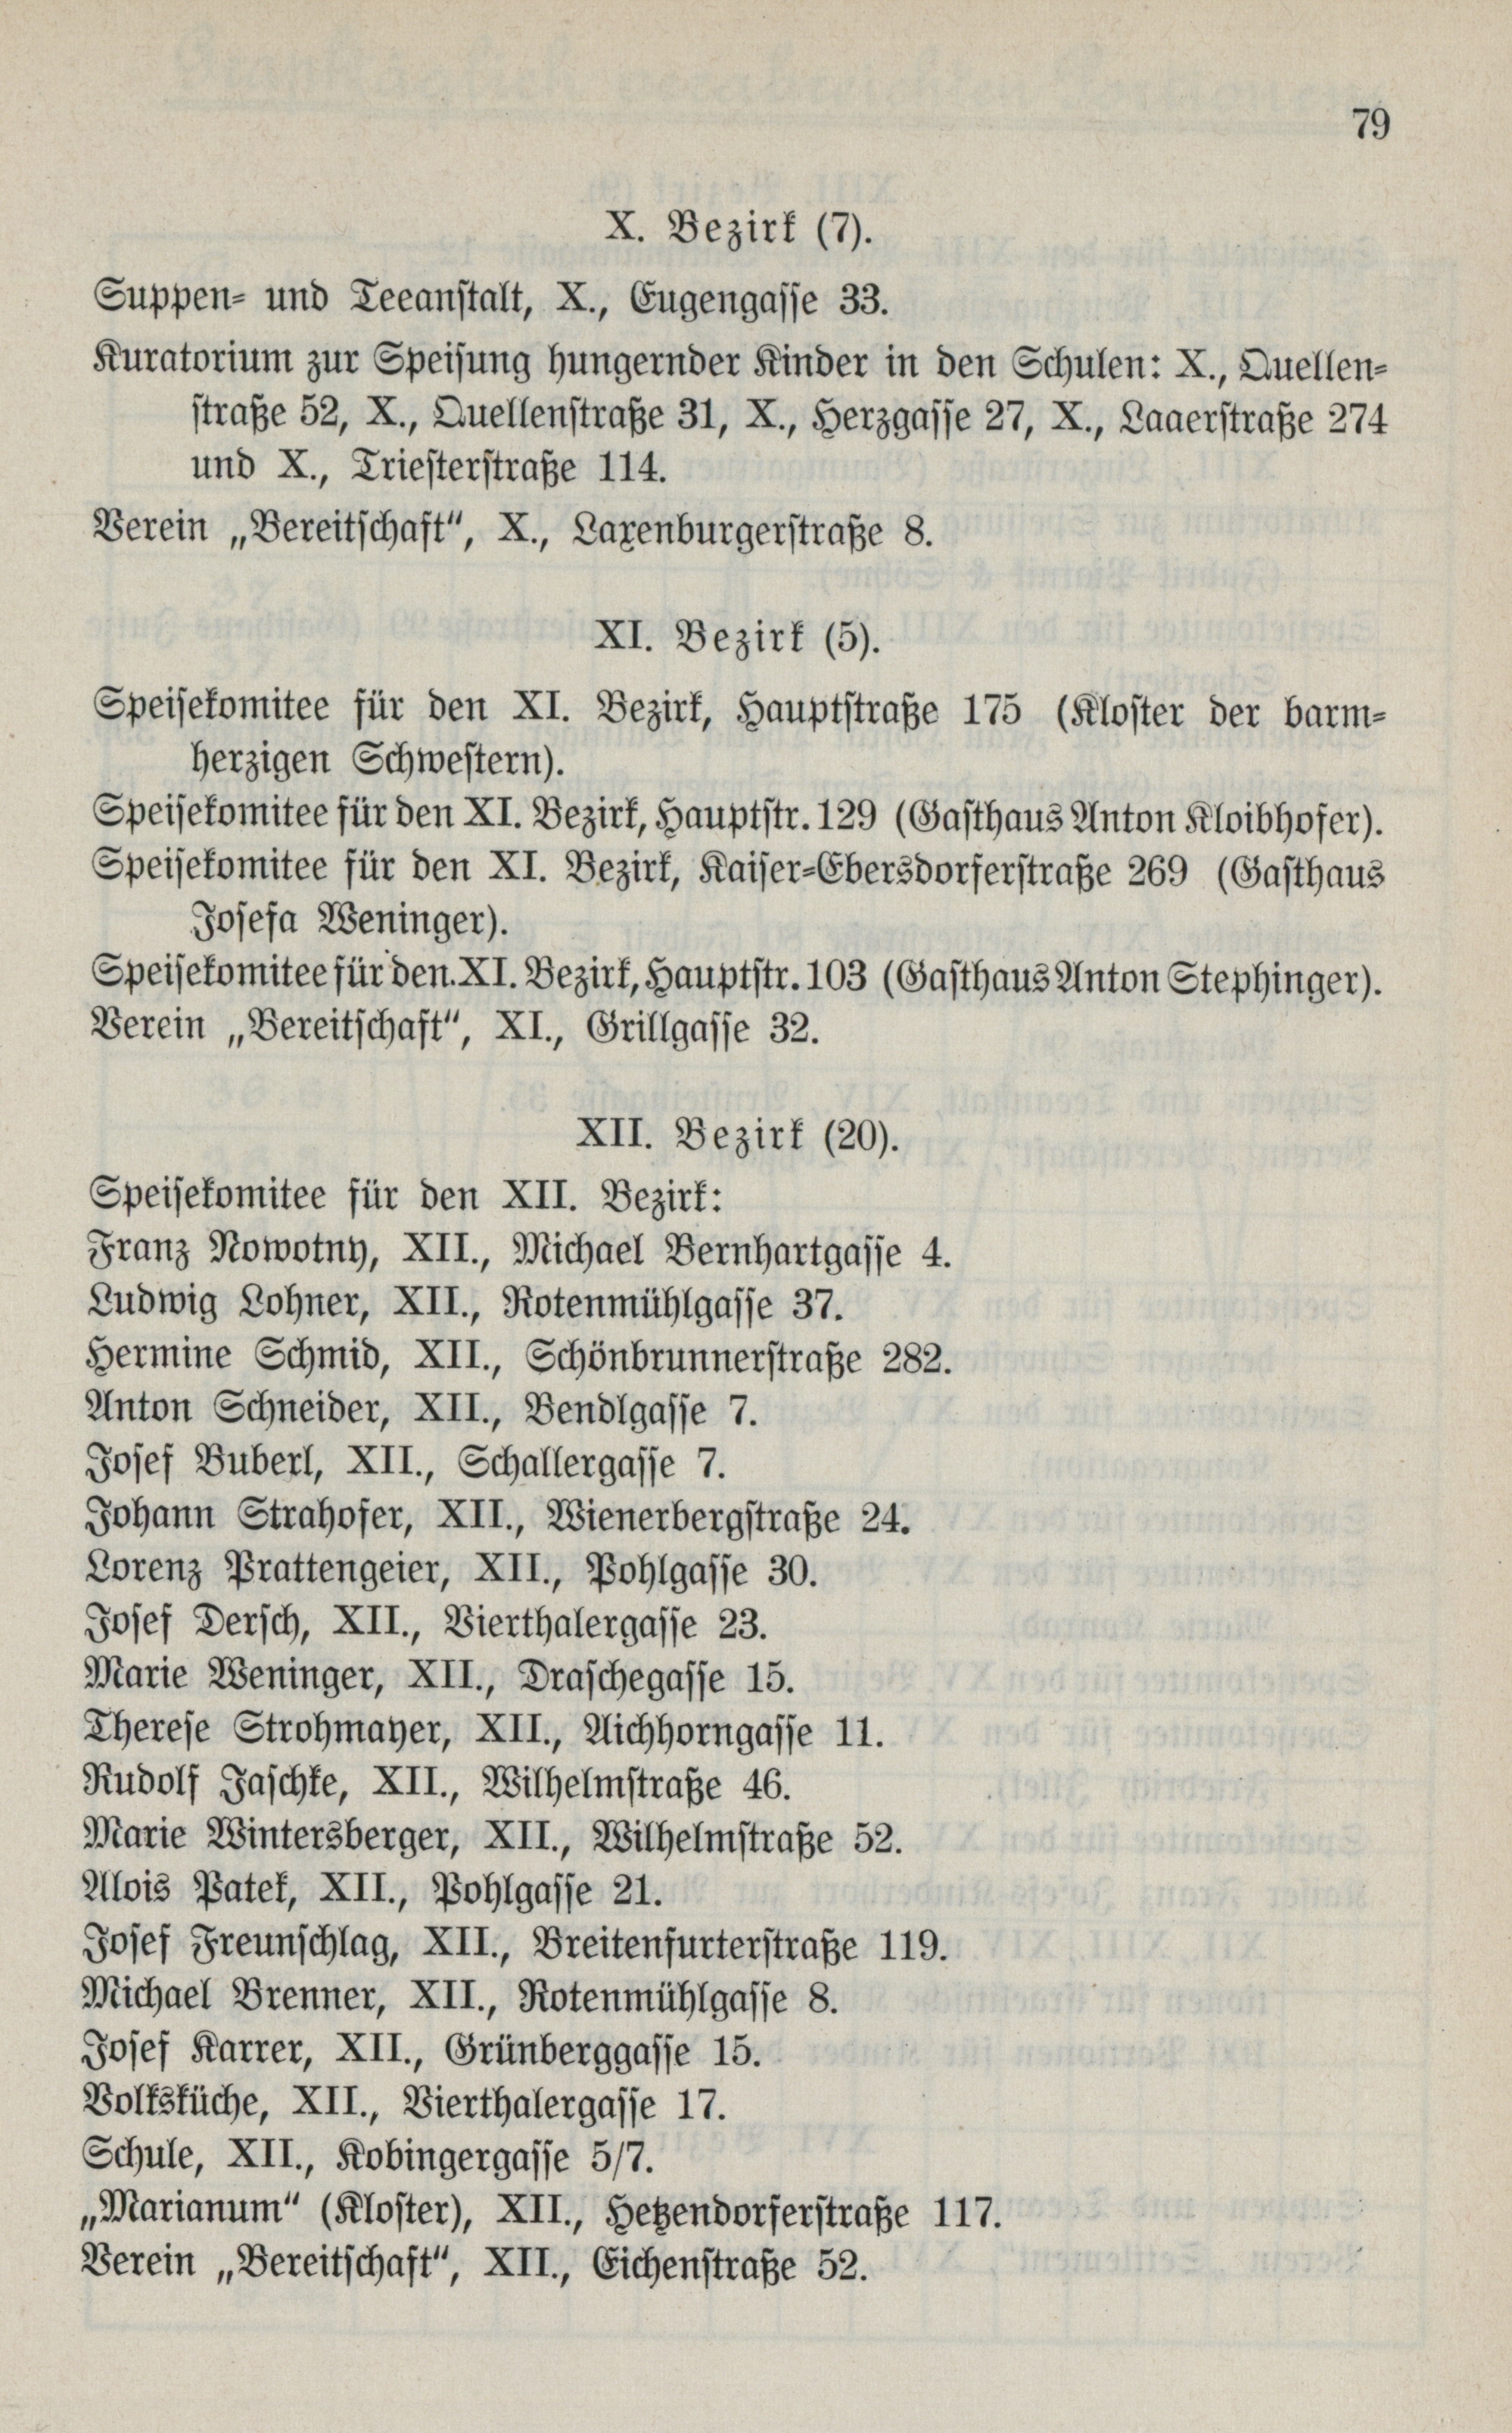 79
X. Bezirk (7).
Suppen- und Teeanstalt, X., Eugengasse 33.
Kuratorium zur Speisung hungernder Kinder in den Schulen: X., Quellen-
straße 52, X., Quellenstraße 31, X., Herzgasse 27, X., Laaerstraße 274
und X., Triesterstraße 114.
Verein „Bereitschaft“, X., Laxenburgerstraße 8.
XI. Bezirk (5).
Speisekomitee für den XI. Bezirk, Hauptstraße 175 (Kloster der barm-
herzigen Schwestern).
Speisekomitee für den XI. Bezirk, Hauptstr. 129 (Gasthaus Anton Kloibhofer).
Speisekomitee für den XI. Bezirk, Kaiser-Ebersdorferstraße 269 (Gasthaus
Josefa Weninger).
Speisekomitee für den XI. Bezirk, Hauptstr. 103 (Gasthaus Anton Stephinger).
Verein „Bereitschaft“, XI., Grillgasse 32.
XII. Bezirk (20).
Speisekomitee für den XII. Bezirk:
Franz Nowotny, XII., Michael Bernhartgasse 4.
Ludwig Lohner, XII., Rotenmühlgasse 37.
Hermine Schmid, XII., Schönbrunnerstraße 282.
Anton Schneider, XII., Bendlgasse 7.
Josef Buberl, XII., Schallergasse 7.
Johann Strahofer, XII., Wienerbergstraße 24.
Lorenz Prattengeier, XII., Pohlgasse 30.
Josef Dersch, XII., Vierthalergasse 23.
Marie Weninger, XII., Draschegasse 15.
Therese Strohmayer, XII., Aichhorngasse 11.
Rudolf Jaschke, XII., Wilhelmstraße 46.
Marie Wintersberger, XII., Wilhelmstraße 52.
Alois Patek, XII., Pohlgasse 21.
Josef Freunschlag, XII., Breitenfurterstraße 119.
Michael Brenner, XII., Rotenmühlgasse 8.
Josef Karrer, XII., Grünberggasse 15.
Volksküche, XII., Vierthalergasse 17.
Schule, XII., Kobingergasse 5/7.
„Marianum“ (Kloster), XII., Hetzendorferstraße 117.
Verein „Bereitschaft“, XII., Eichenstraße 52.